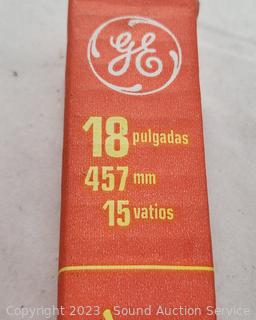 GE
18 pulgadas
457 mm
15 vatios
Copyright 2023 - Sound Auction Service